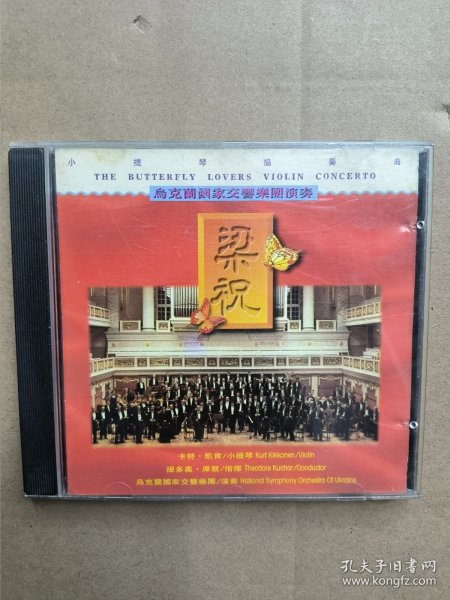 小提琴協奏曲
THE BUTTERFLY LOVERS VIOLIN CONCERTO
烏克蘭國家交響樂團演奏
梁祝
卡特·凱肯/小提琴 Kurt Kikkonen/Violin
提多奧·庫察/指揮 Theodore Kuchar/Conductor
烏克蘭國家交響樂團/演奏 National Symphony Orchestra Of Ukraine
孔夫子旧书网
www.kongfz.com